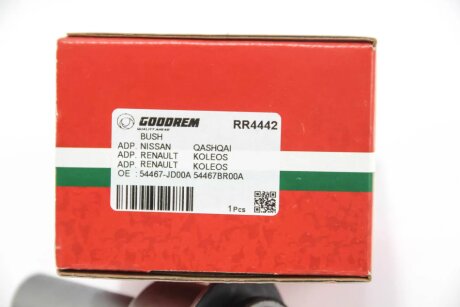 GOODREM RR4442
QUALITY AHEAD
BUSH
ADP. NISSAN QASHQAI
ADP. RENAULT KOLEOS
ADP. RENAULT KOLEOS
OE : 54467-JD00A 54467BR00A
1 Pcs